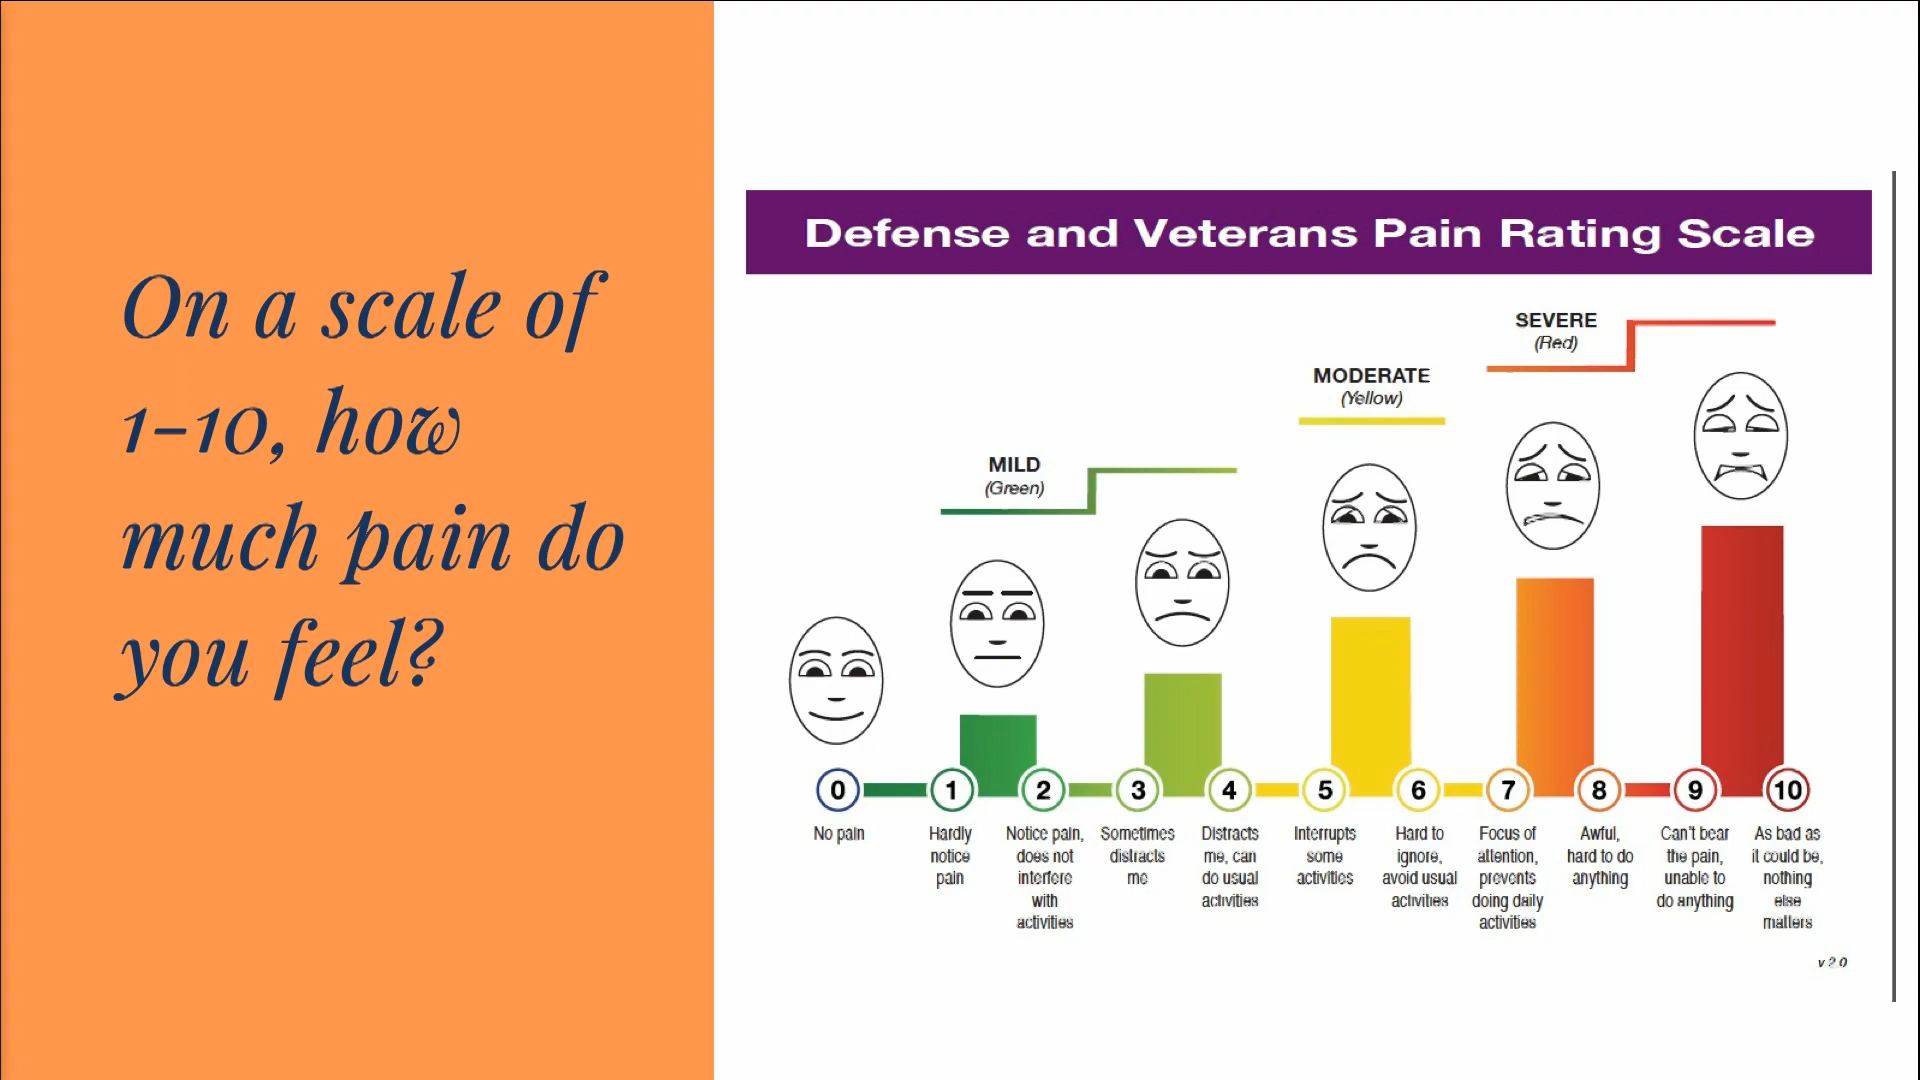 On a scale of
1–10, how
much pain do
you feel?
Defense and Veterans Pain Rating Scale
SEVERE
(Red)
MODERATE
(Yellow)
MILD
(Green)
0 1 2 3 4 5 6 7 8 9 10
No pain
Hardly
notice
pain
Notice pain,
does not
interfere
with
activities
Sometimes
distracts
me
Distracts
me, can
do usual
activities
Interrupts
some
activities
Hard to
ignore,
avoid usual
activities
Focus of
attention,
prevents
doing daily
activities
Awful,
hard to do
anything
Can't bear
the pain,
unable to
do anything
As bad as
it could be,
nothing
else
matters
v 2.0